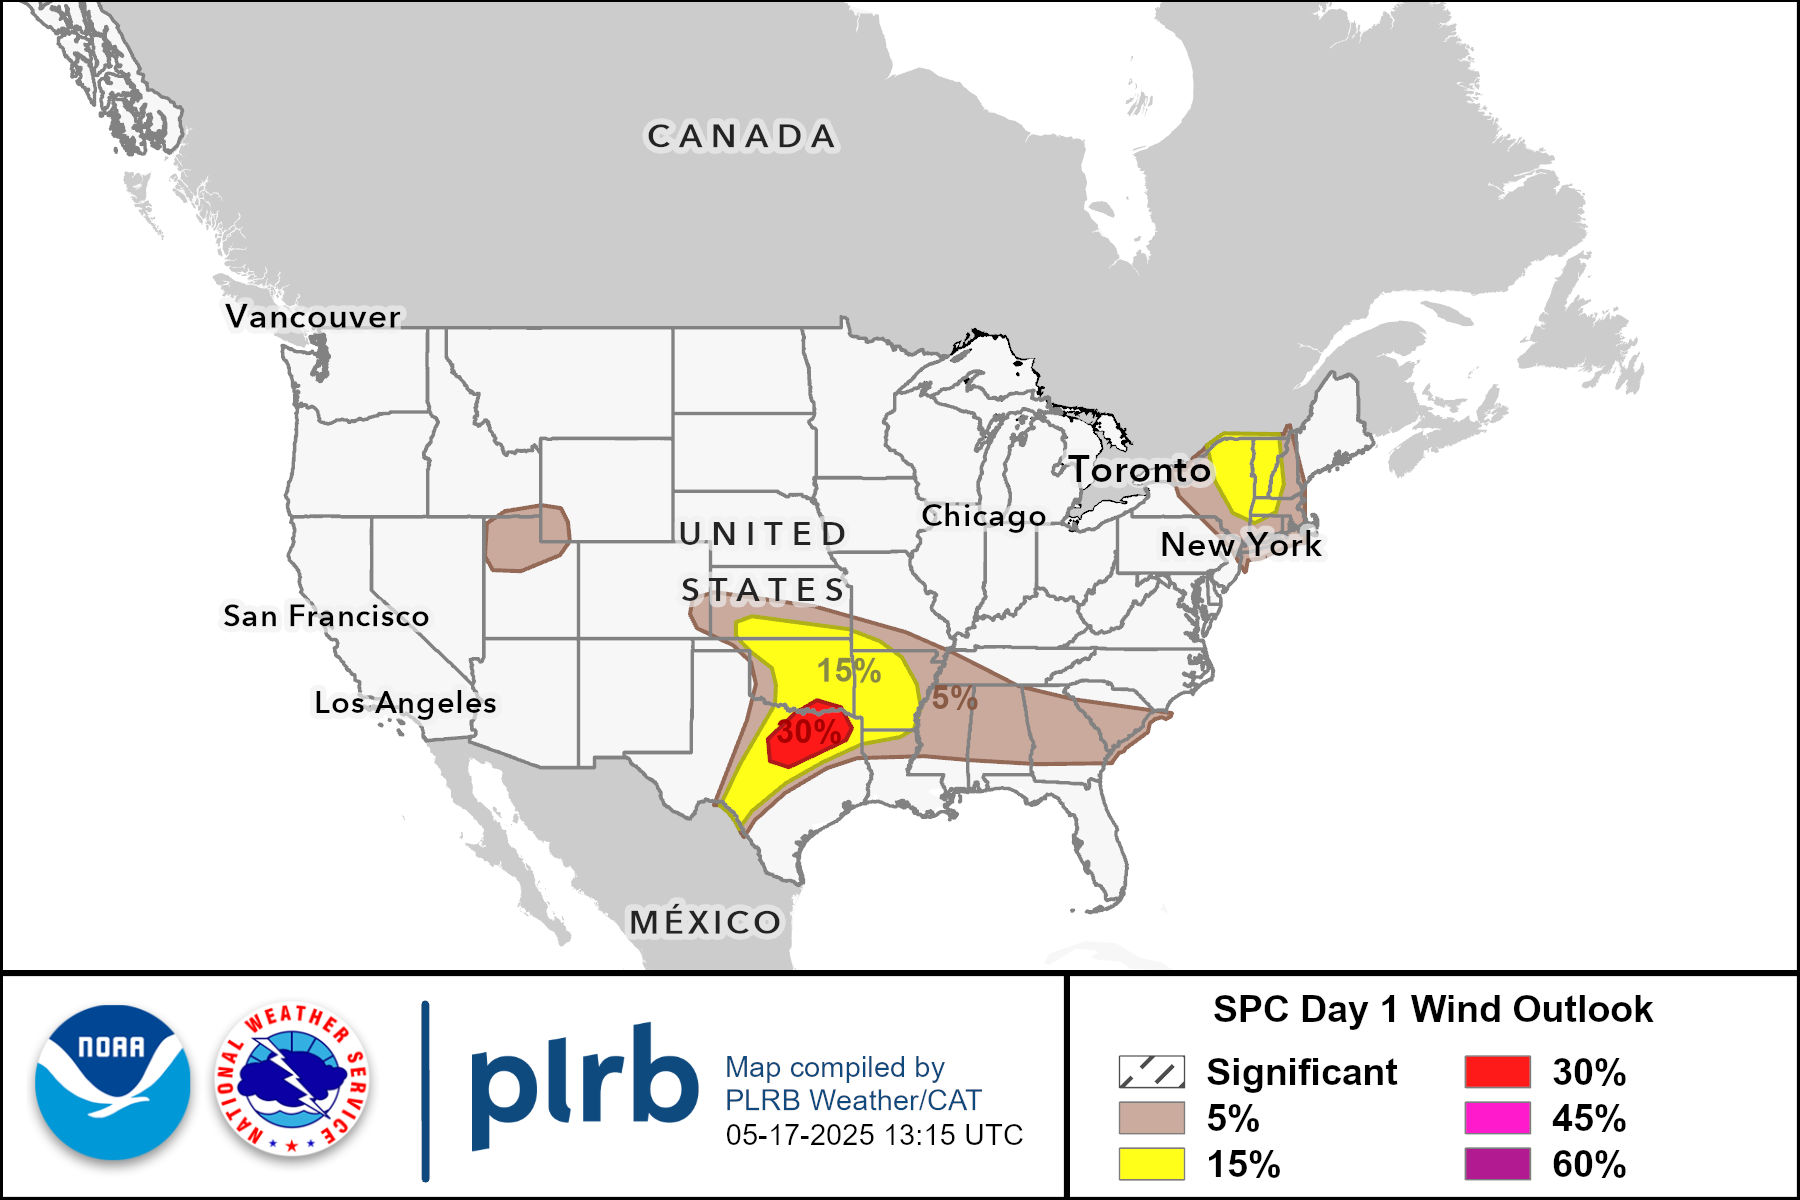 CANADA
Vancouver
Toronto
Chicago
UNITED
New York
STATES
San Francisco
15%
5%
Los Angeles
30%
MÉXICO
NOAA
NATIONAL WEATHER SERVICE
plrb
Map compiled by
PLRB Weather/CAT
05-17-2025 13:15 UTC
SPC Day 1 Wind Outlook
Significant
5%
15%
30%
45%
60%